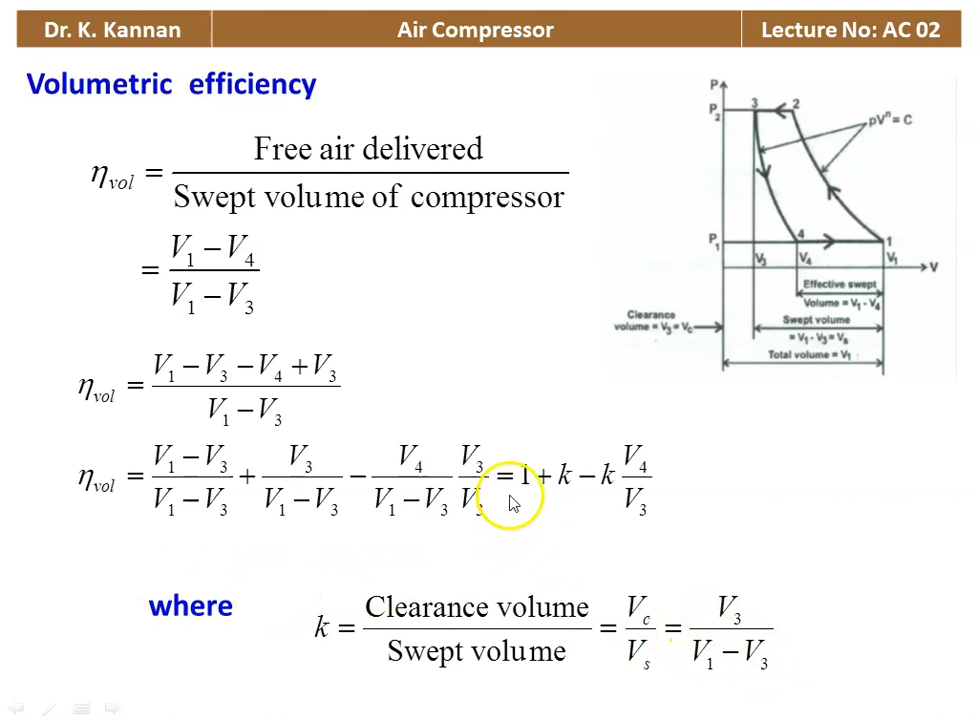 Dr. K. Kannan Air Compressor Lecture No: AC 02
Volumetric efficiency
η_vol = Free air delivered / Swept volume of compressor
= (V₁ − V₄) / (V₁ − V₃)
η_vol = (V₁ − V₃ − V₄ + V₃) / (V₁ − V₃)
η_vol = (V₁ − V₃) / (V₁ − V₃) + V₃ / (V₁ − V₃) − V₄ / (V₁ − V₃) V₃ / V₃ = 1 + k − k V₄ / V₃
where
k = Clearance volume / Swept volume = V_c / V_s = V₃ / (V₁ − V₃)
P
P₂ 3 2
pVⁿ = C
P₁ 4 1
V₃ V₄ V₁ V
Effective swept
Volume = V₁ - V₄
Clearance
volume = V₃ = V_c
Swept volume
= V₁ - V₃ = V_s
Total volume = V₁